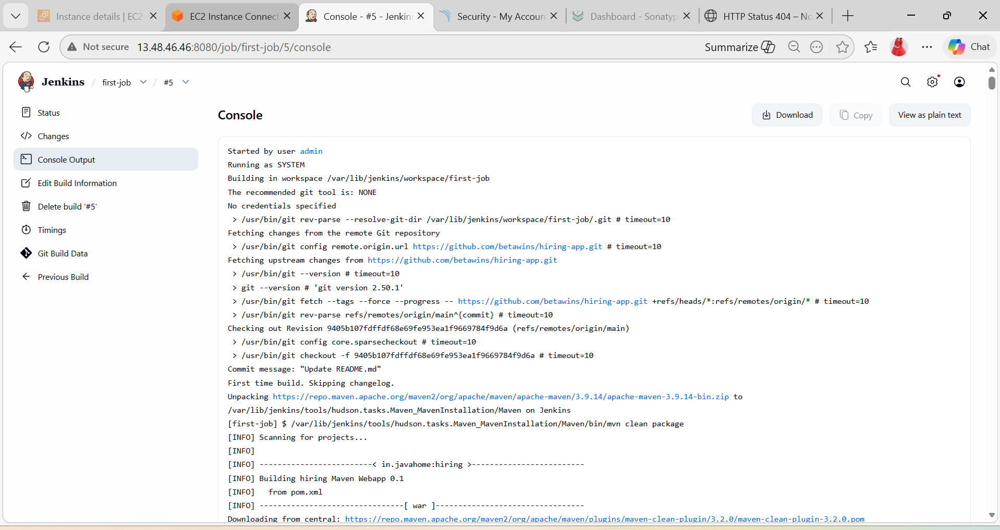 Instance details | EC2
EC2 Instance Connect
Console - #5 - Jenkins
Security - My Accoun
Dashboard - Sonatyp
HTTP Status 404 – No
Not secure
13.48.46.46:8080/job/first-job/5/console
Summarize
Chat
Jenkins / first-job / #5
Status
Changes
Console Output
Edit Build Information
Delete build ‘#5’
Timings
Git Build Data
Previous Build
Console
Download
Copy
View as plain text
Started by user admin
Running as SYSTEM
Building in workspace /var/lib/jenkins/workspace/first-job
The recommended git tool is: NONE
No credentials specified
> /usr/bin/git rev-parse --resolve-git-dir /var/lib/jenkins/workspace/first-job/.git # timeout=10
Fetching changes from the remote Git repository
> /usr/bin/git config remote.origin.url https://github.com/betawins/hiring-app.git # timeout=10
Fetching upstream changes from https://github.com/betawins/hiring-app.git
> /usr/bin/git --version # timeout=10
> git --version # 'git version 2.50.1'
> /usr/bin/git fetch --tags --force --progress -- https://github.com/betawins/hiring-app.git +refs/heads/*:refs/remotes/origin/* # timeout=10
> /usr/bin/git rev-parse refs/remotes/origin/main^{commit} # timeout=10
Checking out Revision 9405b107fdffdf68e69fe953ea1f9669784f9d6a (refs/remotes/origin/main)
> /usr/bin/git config core.sparsecheckout # timeout=10
> /usr/bin/git checkout -f 9405b107fdffdf68e69fe953ea1f9669784f9d6a # timeout=10
Commit message: "Update README.md"
First time build. Skipping changelog.
Unpacking https://repo.maven.apache.org/maven2/org/apache/maven/apache-maven/3.9.14/apache-maven-3.9.14-bin.zip to
/var/lib/jenkins/tools/hudson.tasks.Maven_MavenInstallation/Maven on Jenkins
[first-job] $ /var/lib/jenkins/tools/hudson.tasks.Maven_MavenInstallation/Maven/bin/mvn clean package
[INFO] Scanning for projects...
[INFO]
[INFO] -------------------------< in.javahome:hiring >-------------------------
[INFO] Building hiring Maven Webapp 0.1
[INFO]   from pom.xml
[INFO] --------------------------------[ war ]---------------------------------
Downloading from central: https://repo.maven.apache.org/maven2/org/apache/maven/plugins/maven-clean-plugin/3.2.0/maven-clean-plugin-3.2.0.pom